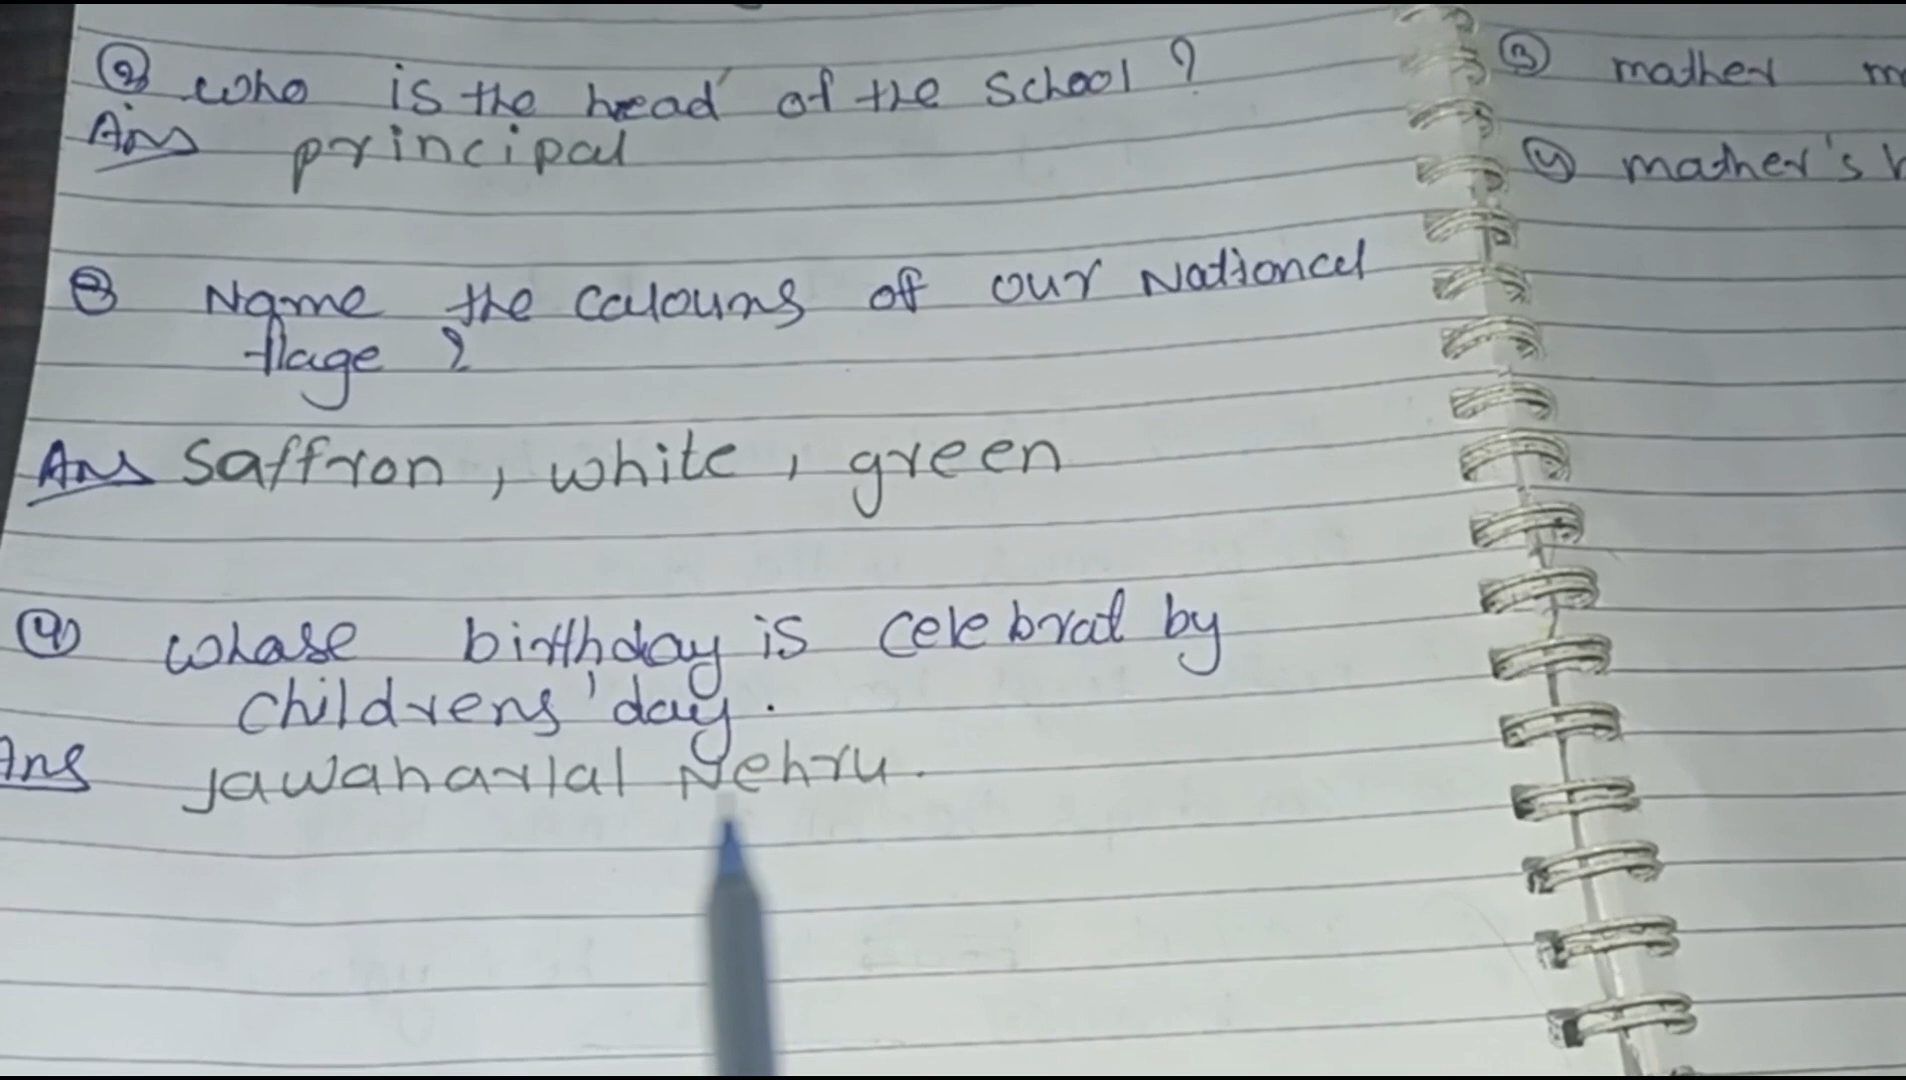 ② who is the head of the school ?
Ans principal
③ Name the colours of our National
flage ?
Ans Saffron, white, green
④ whose birthday is celebrat by
childrens' day.
Ans Jawaharlal Nehru.
③ mother
④ mother's